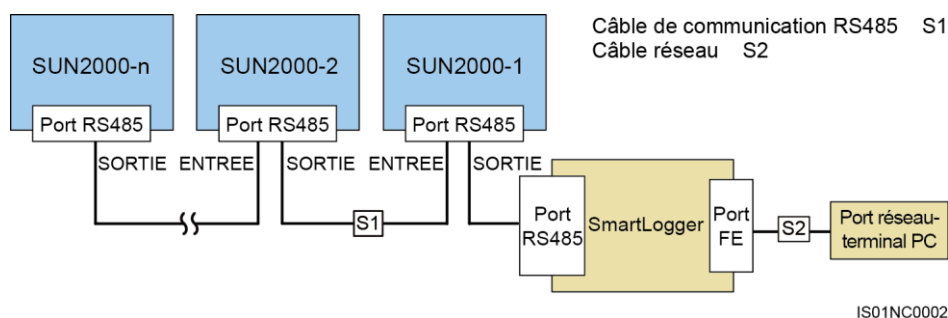 Câble de communication RS485 S1
Câble réseau S2
SUN2000-n
SUN2000-2
SUN2000-1
Port RS485
Port RS485
Port RS485
SORTIE
ENTREE
SORTIE
ENTREE
SORTIE
S1
Port
RS485
SmartLogger
Port
FE
S2
Port réseau-
terminal PC
IS01NC0002